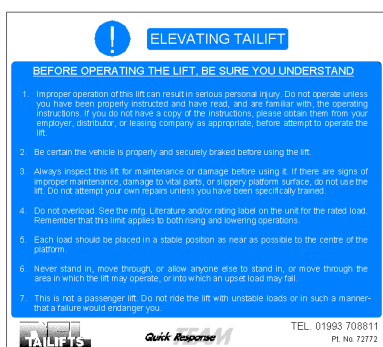 !
ELEVATING TAILIFT
BEFORE OPERATING THE LIFT, BE SURE YOU UNDERSTAND
1. Improper operation of this lift can result in serious personal injury. Do not operate unless
you have been properly instructed and have read, and are familiar with, the operating
instructions. If you do not have a copy of the instructions, please obtain them from your
employer, distributor, or leasing company as appropriate, before attempt to operate the
lift.
2. Be certain the vehicle is properly and securely braked before using the lift.
3. Always inspect this lift for maintenance or damage before using it. If there are signs of
improper maintenance, damage to vital parts, or slippery platform surface, do not use the
lift. Do not attempt your own repairs unless you have been specifically trained.
4. Do not overload. See the mfg. Literature and/or rating label on the unit for the rated load.
Remember that this limit applies to both rising and lowering operations.
5. Each load should be placed in a stable position as near as possible to the centre of the
platform.
6. Never stand in, move through, or allow anyone else to stand in, or move through the
area in which the lift may operate, or into which an upset load may fall.
7. This is not a passenger lift. Do not ride the lift with unstable loads or in such a manner-
that a failure would endanger you.
TAILIFTS
Quick Response
TEAM
TEL. 01993 708811
Pt. No. 72772